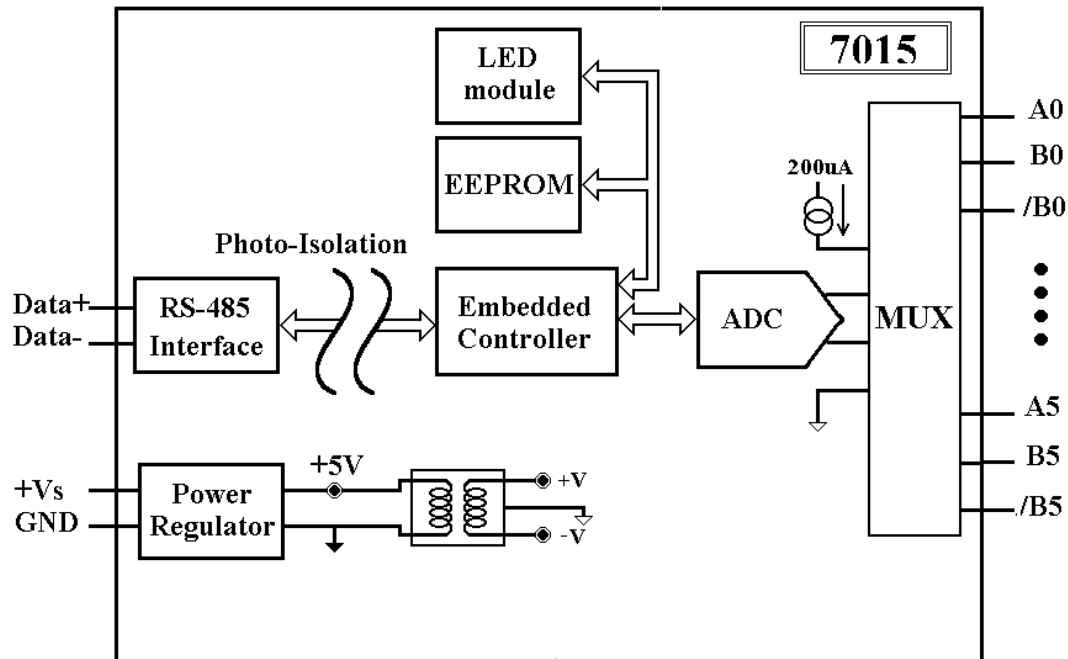 7015
LED
module
EEPROM
200uA
A0
B0
/B0
Photo-Isolation
Data+
Data-
RS-485
Interface
Embedded
Controller
ADC
MUX
A5
B5
/B5
+Vs
GND
Power
Regulator
+5V
+V
-V